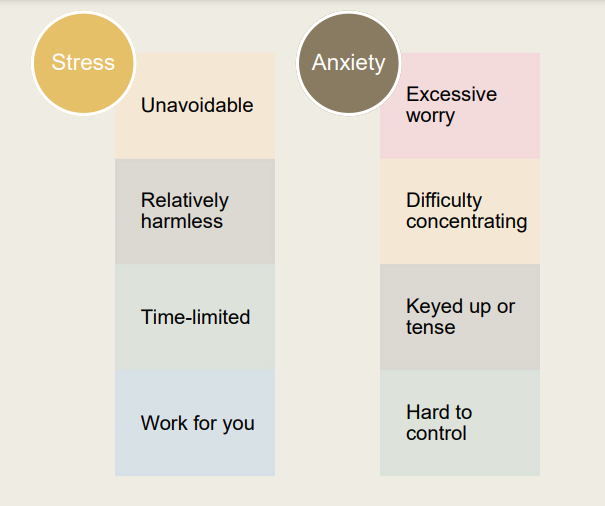 Stress
Unavoidable
Relatively
harmless
Time-limited
Work for you
Anxiety
Excessive
worry
Difficulty
concentrating
Keyed up or
tense
Hard to
control